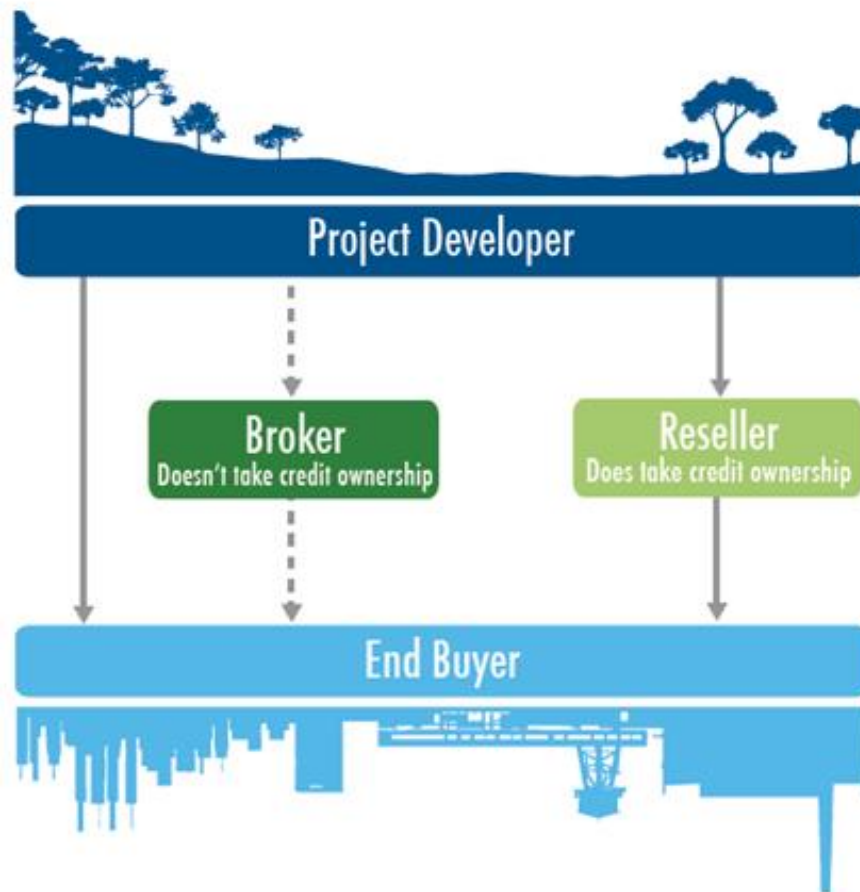 Project Developer
Broker
Doesn't take credit ownership
Reseller
Does take credit ownership
End Buyer